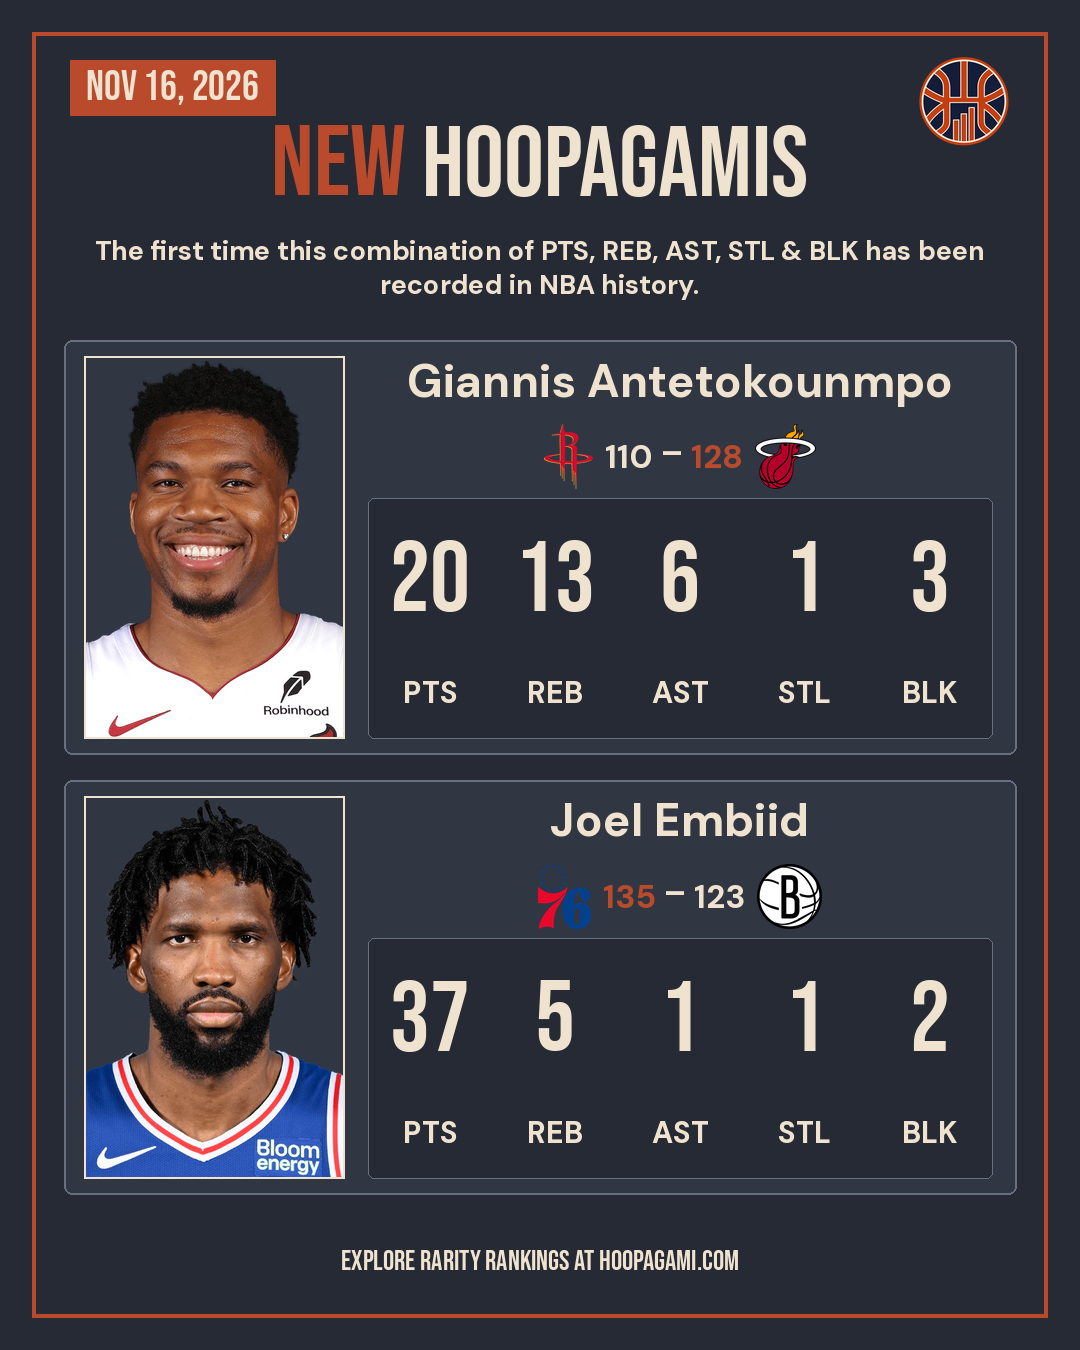 NOV 16, 2026
NEW HOOPAGAMIS
The first time this combination of PTS, REB, AST, STL & BLK has been
recorded in NBA history.
Giannis Antetokounmpo
R 110 – 128
20 13 6 1 3
PTS REB AST STL BLK
Robinhood
Joel Embiid
76 135 – 123 B
37 5 1 1 2
PTS REB AST STL BLK
Bloom
energy
EXPLORE RARITY RANKINGS AT HOOPAGAMI.COM